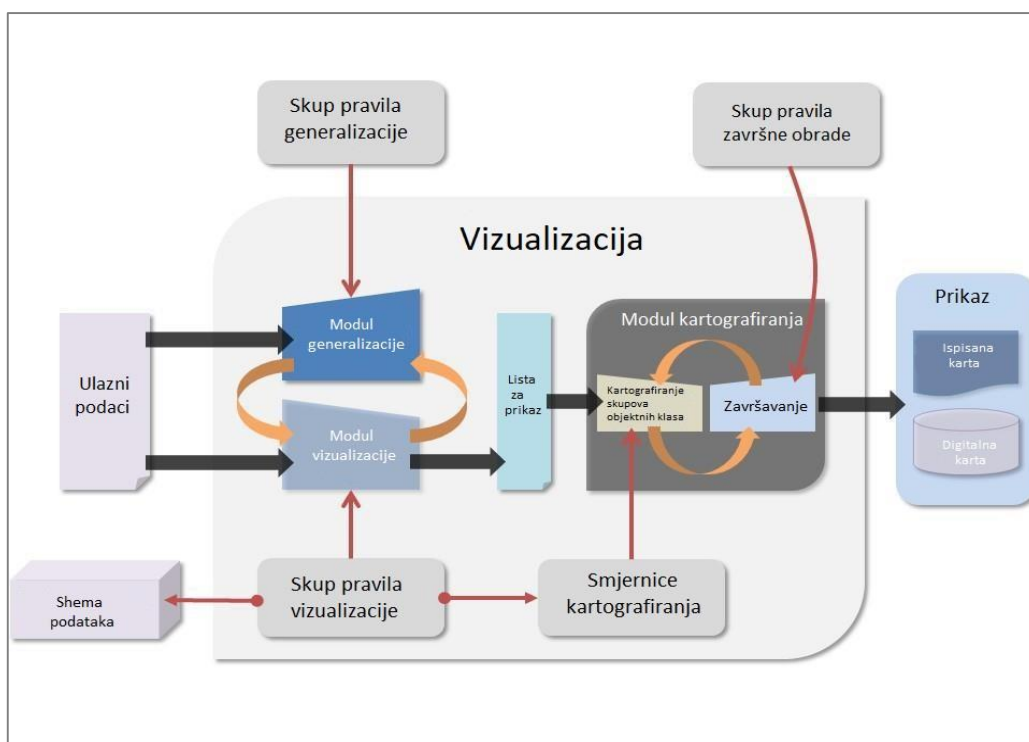 Skup pravila
generalizacije
Skup pravila
završne obrade
Vizualizacija
Ulazni
podaci
Modul
generalizacije
Modul
vizualizacije
Lista
za
prikaz
Modul kartografiranja
Kartografiranje
skupova
objektnih klasa
Završavanje
Prikaz
Ispisana
karta
Digitalna
karta
Shema
podataka
Skup pravila
vizualizacije
Smjernice
kartografiranja